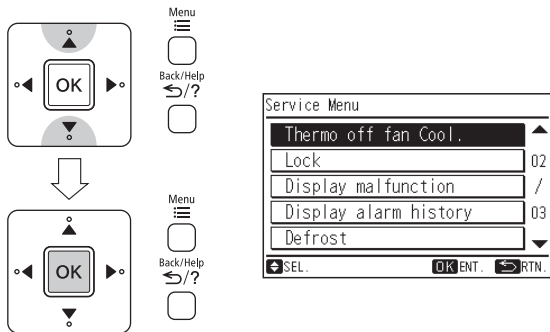 Menu
OK
Back/Help
/?
Menu
OK
Back/Help
/?
Service Menu
Thermo off fan Cool.
Lock
02
Display malfunction
/
Display alarm history
03
Defrost
SEL.
OK ENT.
RTN.